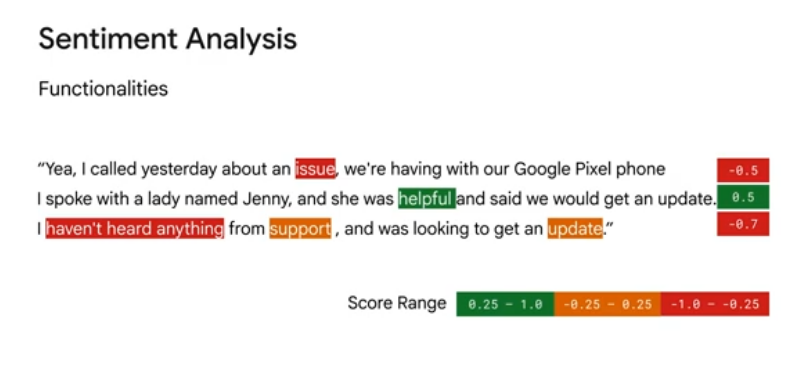 Sentiment Analysis
Functionalities
“Yea, I called yesterday about an issue, we're having with our Google Pixel phone -0.5
I spoke with a lady named Jenny, and she was helpful and said we would get an update. 0.5
I haven't heard anything from support , and was looking to get an update.” -0.7
Score Range 0.25 – 1.0 -0.25 – 0.25 -1.0 – -0.25